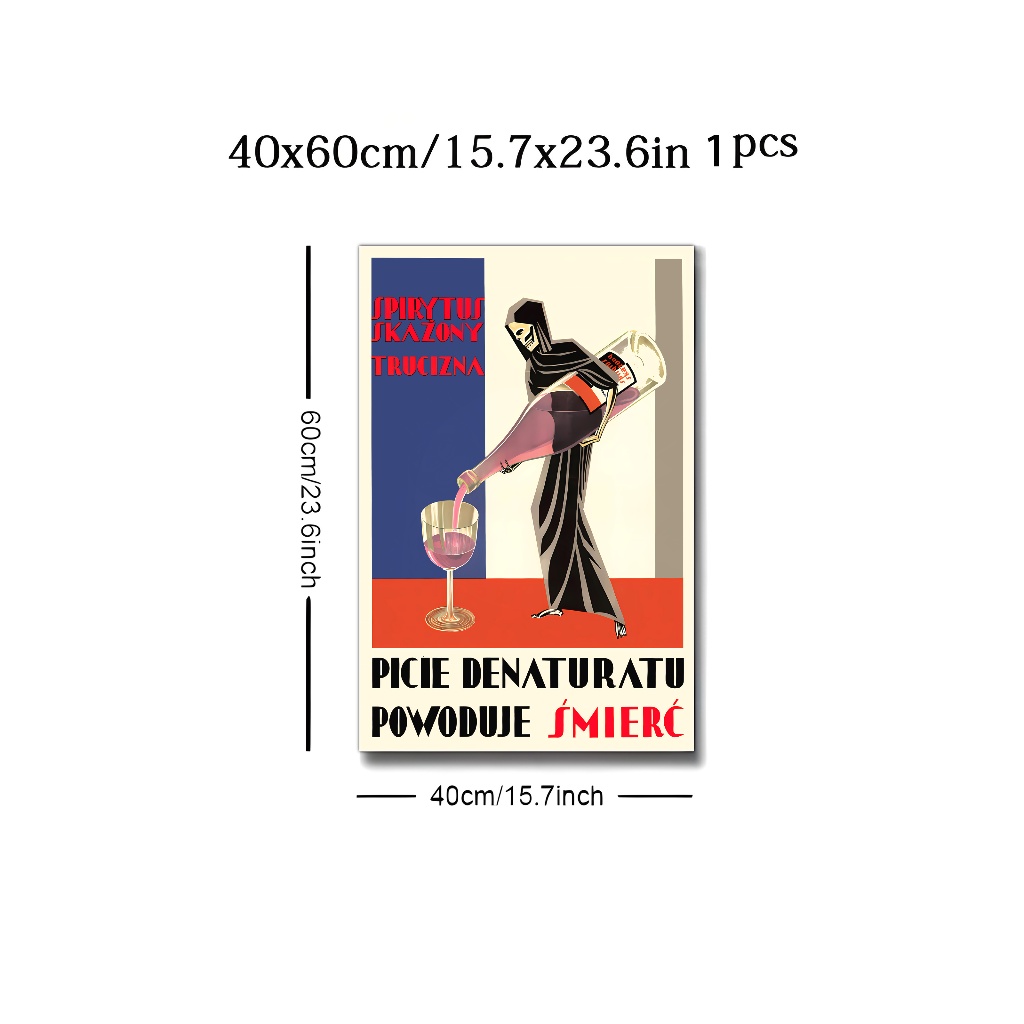 40x60cm/15.7x23.6in 1pcs
SPIRYTUS
SKAŻONY
TRUCIZNA
60cm/23.6inch
PICIE DENATURATU
POWODUJE ŚMIERĆ
40cm/15.7inch